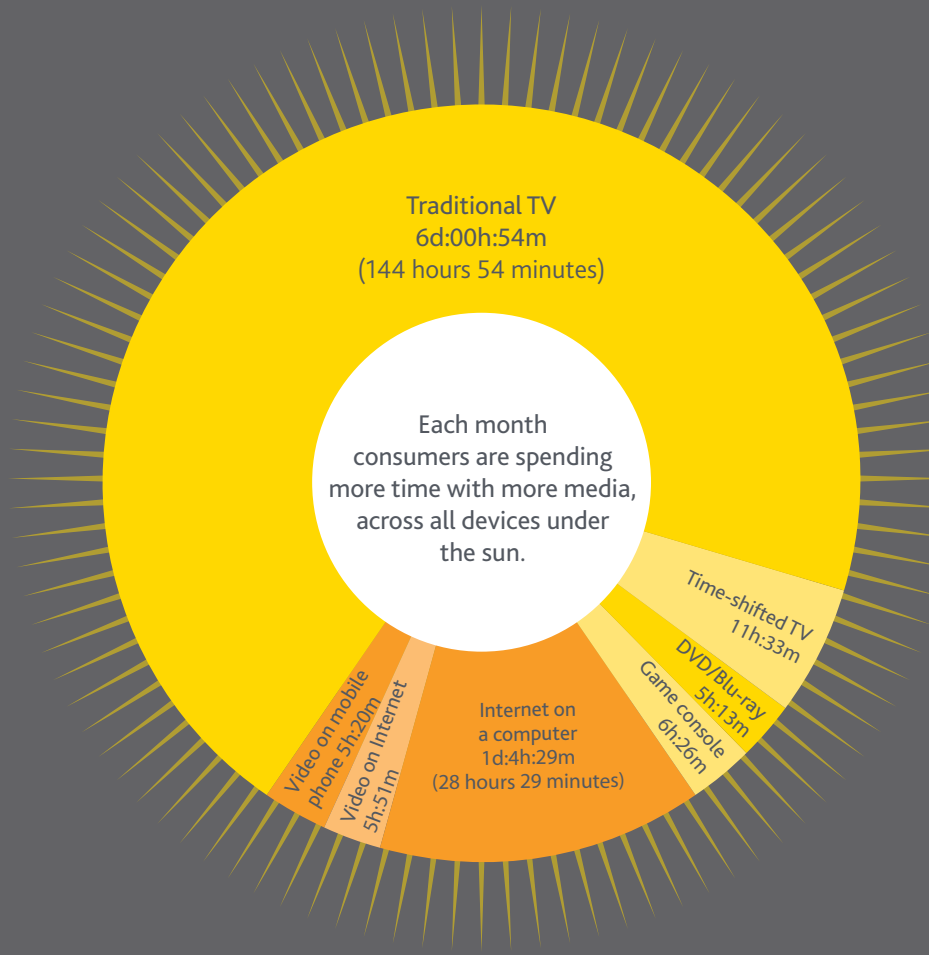 Traditional TV
6d:00h:54m
(144 hours 54 minutes)
Each month
consumers are spending
more time with more media,
across all devices under
the sun.
Time-shifted TV
11h:33m
DVD/Blu-ray
5h:13m
Game console
6h:26m
Internet on
a computer
1d:4h:29m
(28 hours 29 minutes)
Video on Internet
5h:51m
Video on mobile
phone 5h:20m